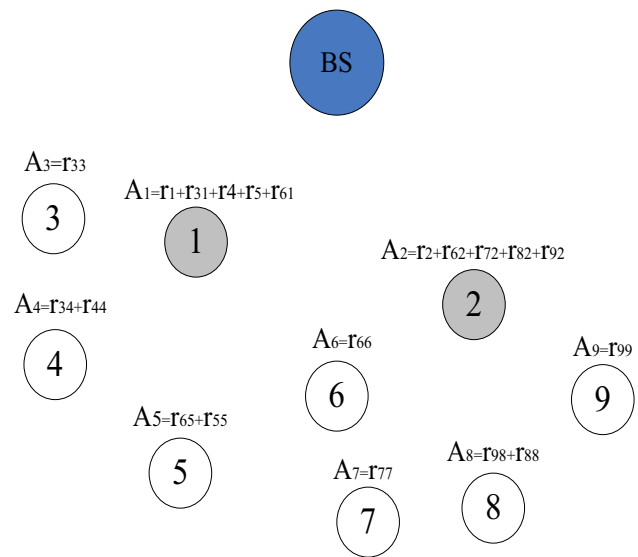 BS
A3=r33
3
A1=r1+r31+r4+r5+r61
1
A2=r2+r62+r72+r82+r92
2
A4=r34+r44
4
A6=r66
6
A9=r99
9
A5=r65+r55
5
A7=r77
7
A8=r98+r88
8